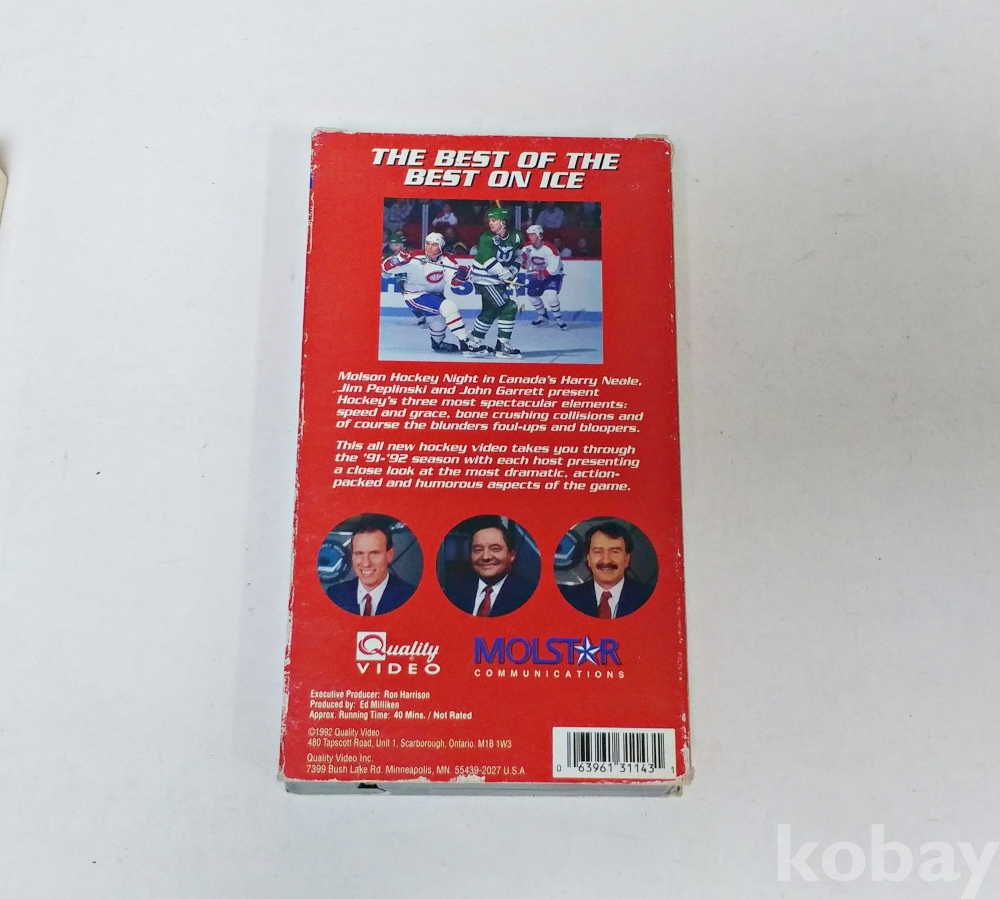 THE BEST OF THE
BEST ON ICE
Molson Hockey Night in Canada's Harry Neale,
Jim Peplinski and John Garrett present
Hockey's three most spectacular elements:
speed and grace, bone crushing collisions and
of course the blunders foul-ups and bloopers.
This all new hockey video takes you through
the '91-'92 season with each host presenting
a close look at the most dramatic, action-
packed and humorous aspects of the game.
Quality
VIDEO
MOLSTAR
COMMUNICATIONS
Executive Producer: Ron Harrison
Produced by: Ed Milliken
Approx. Running Time: 40 Mins. / Not Rated
©1992 Quality Video
480 Tapscott Road, Unit 1, Scarborough, Ontario. M1B 1W3
Quality Video Inc.
7399 Bush Lake Rd. Minneapolis, MN. 55439-2027 U.S.A.
0 63961 31143 1
kobay